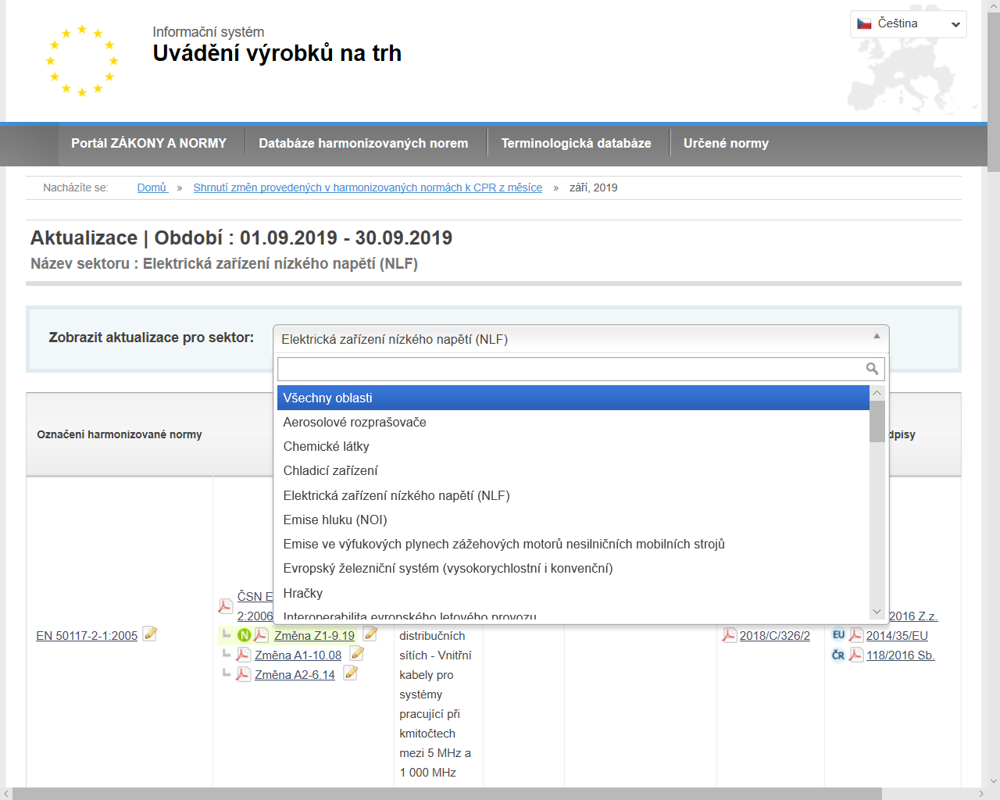 Informační systém
Uvádění výrobků na trh
Čeština
Portál ZÁKONY A NORMY
Databáze harmonizovaných norem
Terminologická databáze
Určené normy
Nacházíte se:
Domů » Shrnutí změn provedených v harmonizovaných normách k CPR z měsíce » září, 2019
Aktualizace | Období : 01.09.2019 - 30.09.2019
Název sektoru : Elektrická zařízení nízkého napětí (NLF)
Zobrazit aktualizace pro sektor:
Elektrická zařízení nízkého napětí (NLF)
Všechny oblasti
Aerosolové rozprašovače
Chemické látky
Chladicí zařízení
Elektrická zařízení nízkého napětí (NLF)
Emise hluku (NOI)
Emise ve výfukových plynech zážehových motorů nesilničních mobilních strojů
Evropský železniční systém (vysokorychlostní i konvenční)
Hračky
Interoperabilita evropského letového provozu
Označení harmonizované normy
dpisy
EN 50117-2-1:2005
ČSN E
2:2006
N Změna Z1-9.19
Změna A1-10.08
Změna A2-6.14
distribučních
sítích - Vnitřní
kabely pro
systémy
pracující při
kmitočtech
mezi 5 MHz a
1 000 MHz
2018/C/326/2
2016 Z.z.
EU 2014/35/EU
ČR 118/2016 Sb.